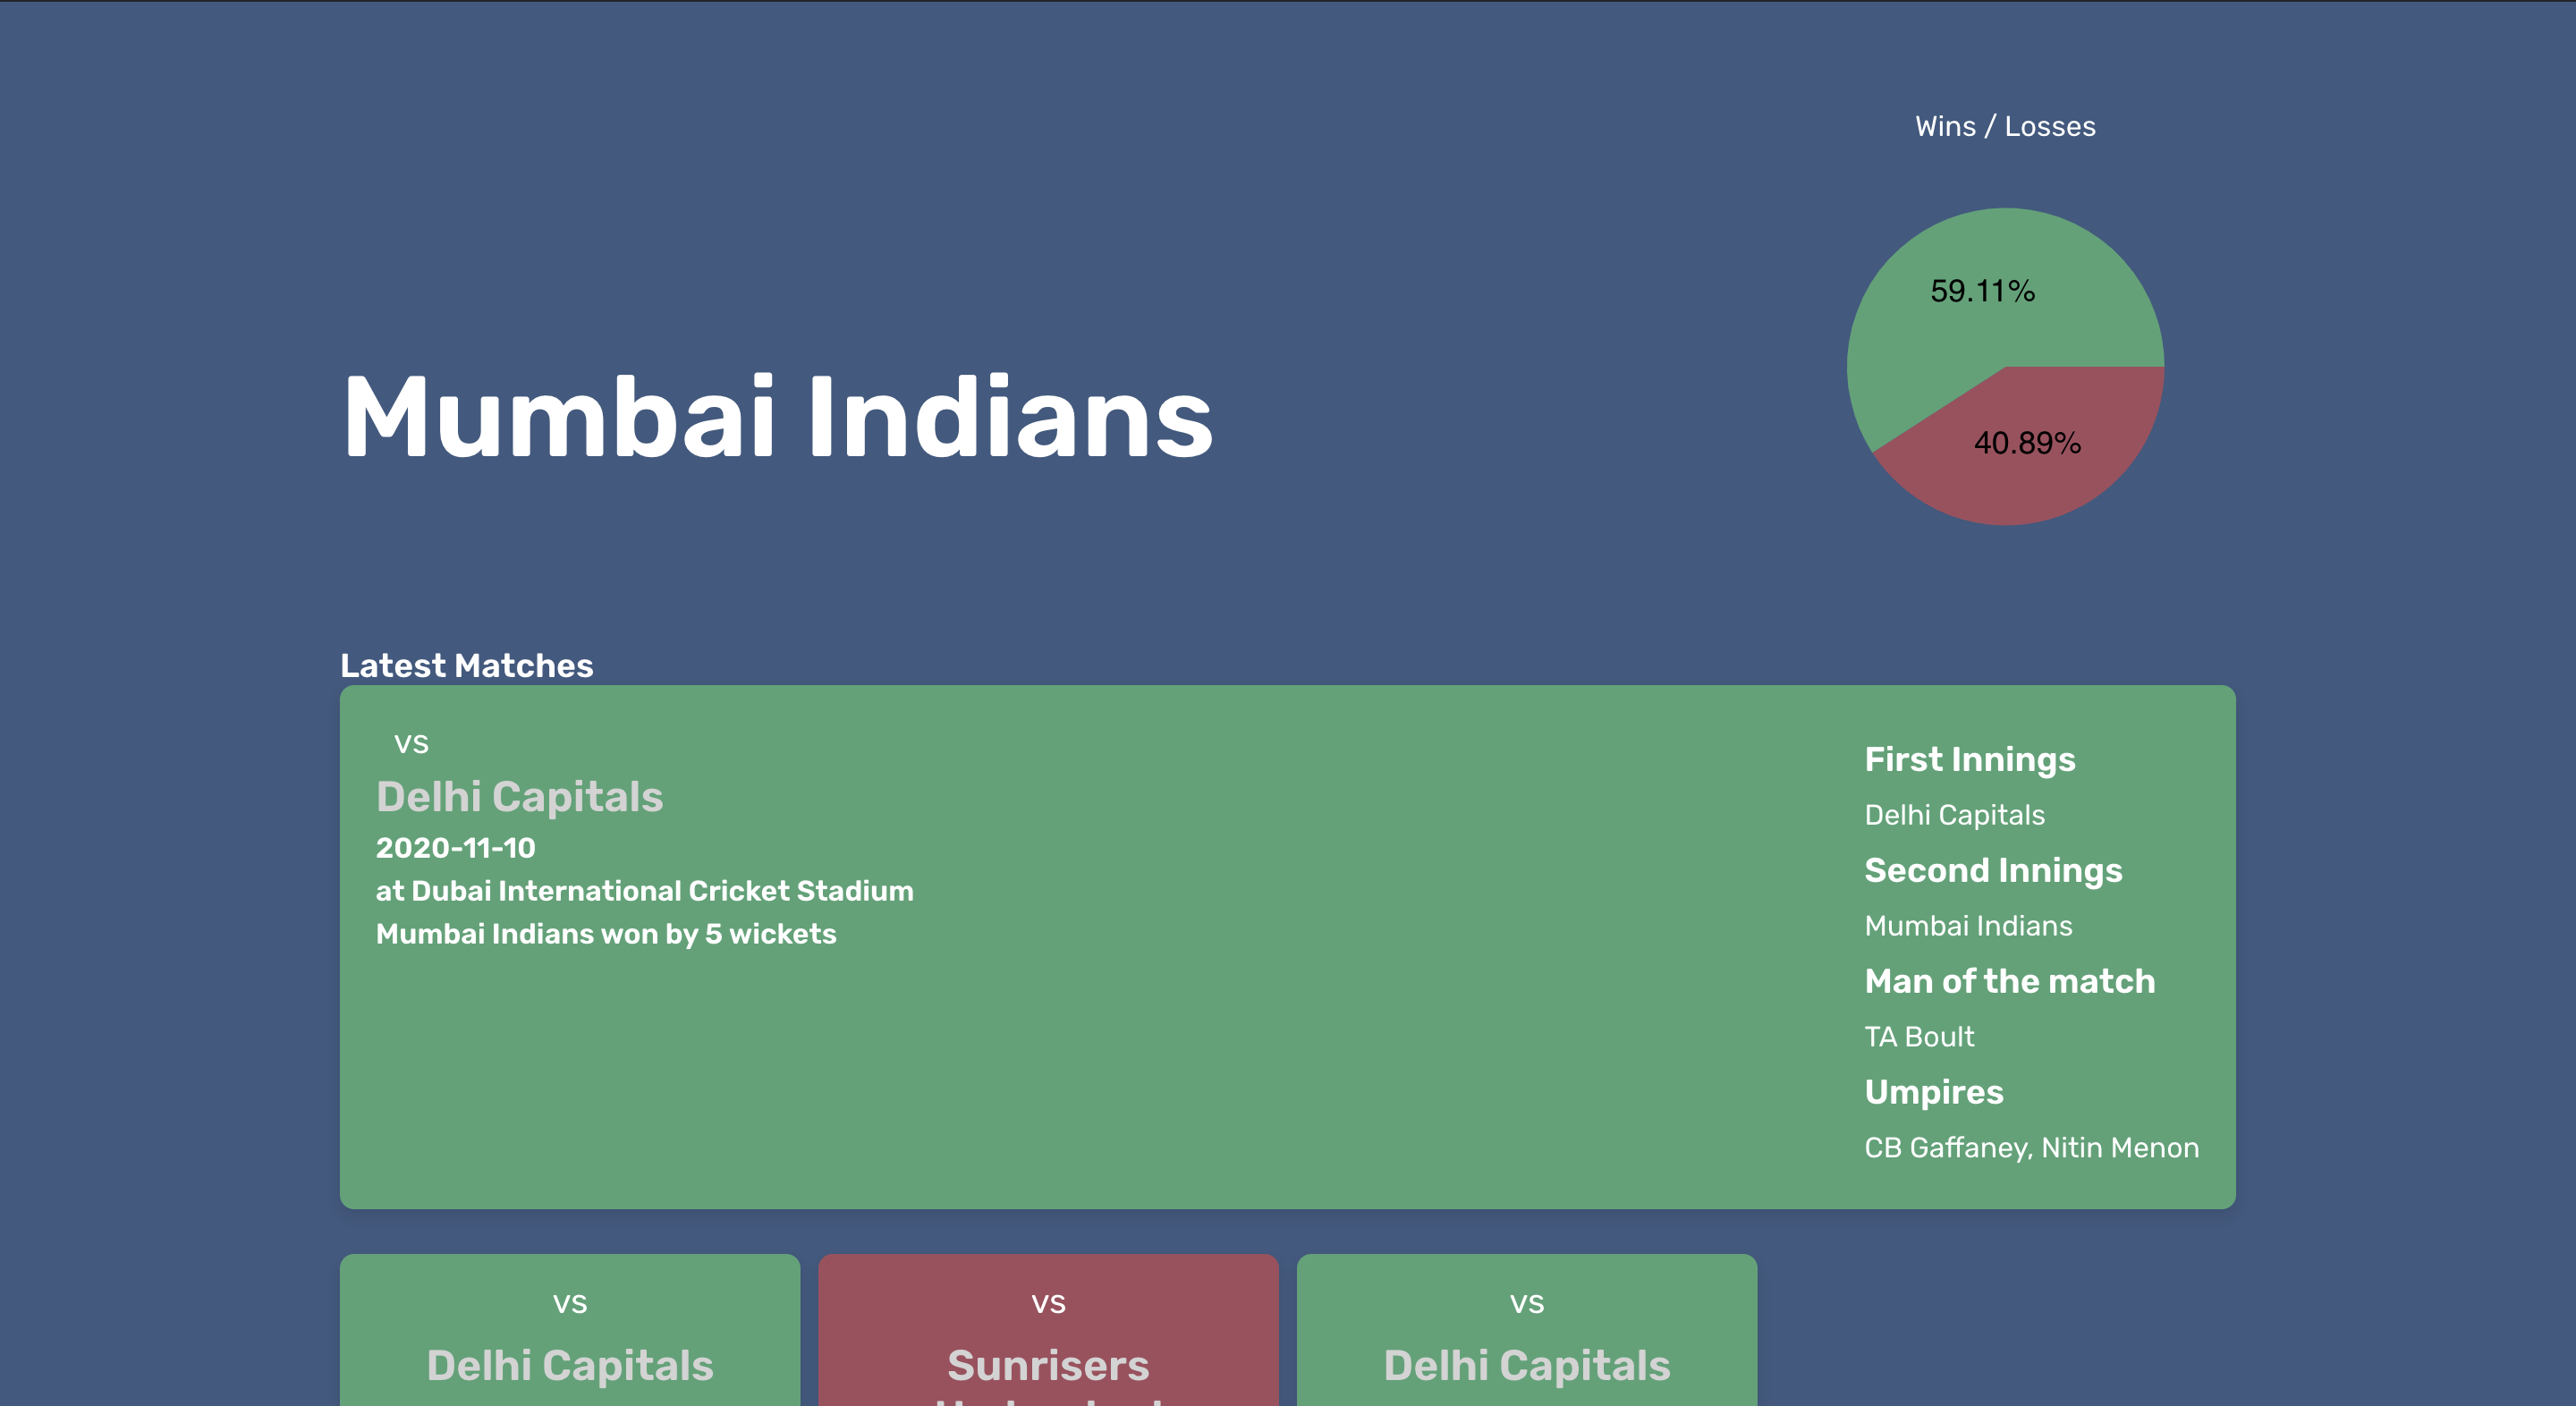 Wins / Losses
59.11%
40.89%
Mumbai Indians
Latest Matches
vs
Delhi Capitals
2020-11-10
at Dubai International Cricket Stadium
Mumbai Indians won by 5 wickets
First Innings
Delhi Capitals
Second Innings
Mumbai Indians
Man of the match
TA Boult
Umpires
CB Gaffaney, Nitin Menon
vs
Delhi Capitals
vs
Sunrisers
vs
Delhi Capitals